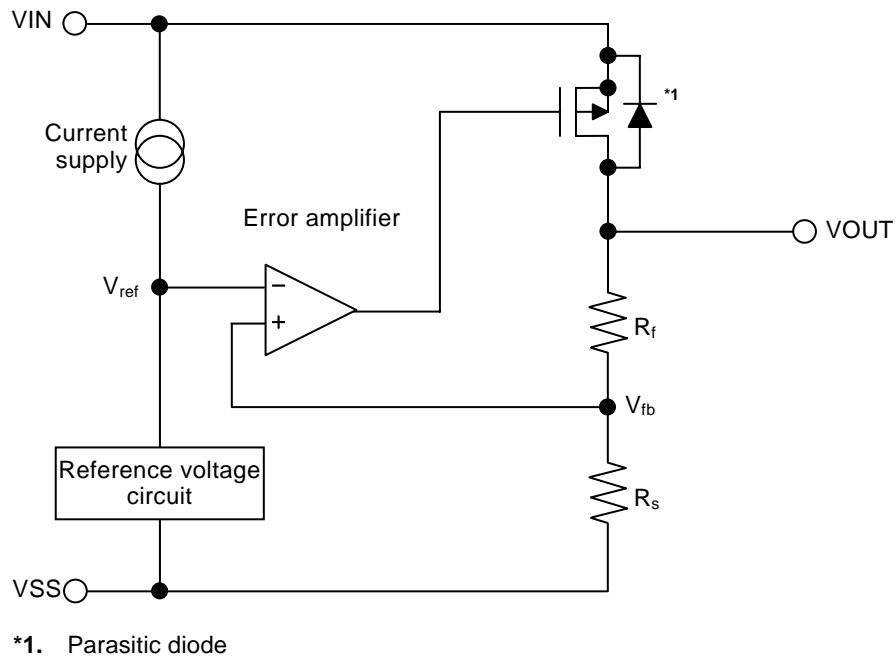 VIN
*1
Current
supply
Error amplifier
VOUT
Vref
−
+
Rf
Vfb
Reference voltage
circuit
Rs
VSS
*1. Parasitic diode